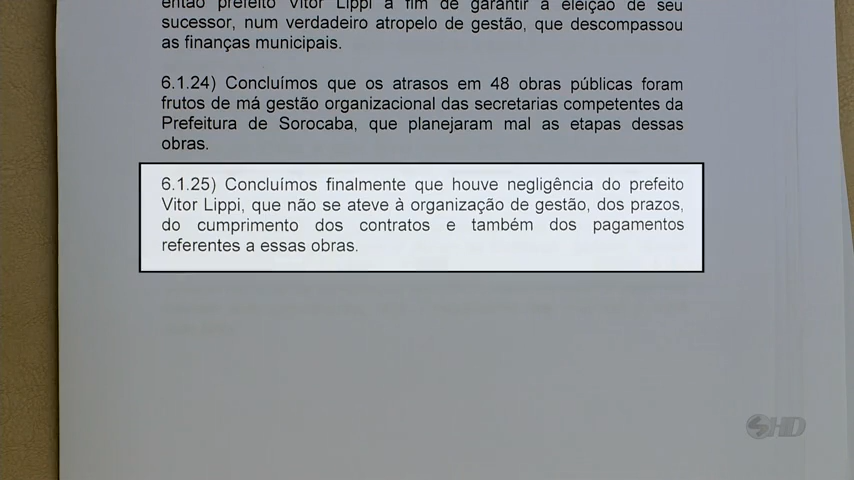 então prefeito Vitor Lippi a fim de garantir a eleição de seu
sucessor, num verdadeiro atropelo de gestão, que descompassou
as finanças municipais.
6.1.24) Concluímos que os atrasos em 48 obras públicas foram
frutos de má gestão organizacional das secretarias competentes da
Prefeitura de Sorocaba, que planejaram mal as etapas dessas
obras.
6.1.25) Concluímos finalmente que houve negligência do prefeito
Vitor Lippi, que não se ateve à organização de gestão, dos prazos,
do cumprimento dos contratos e também dos pagamentos
referentes a essas obras.
HD